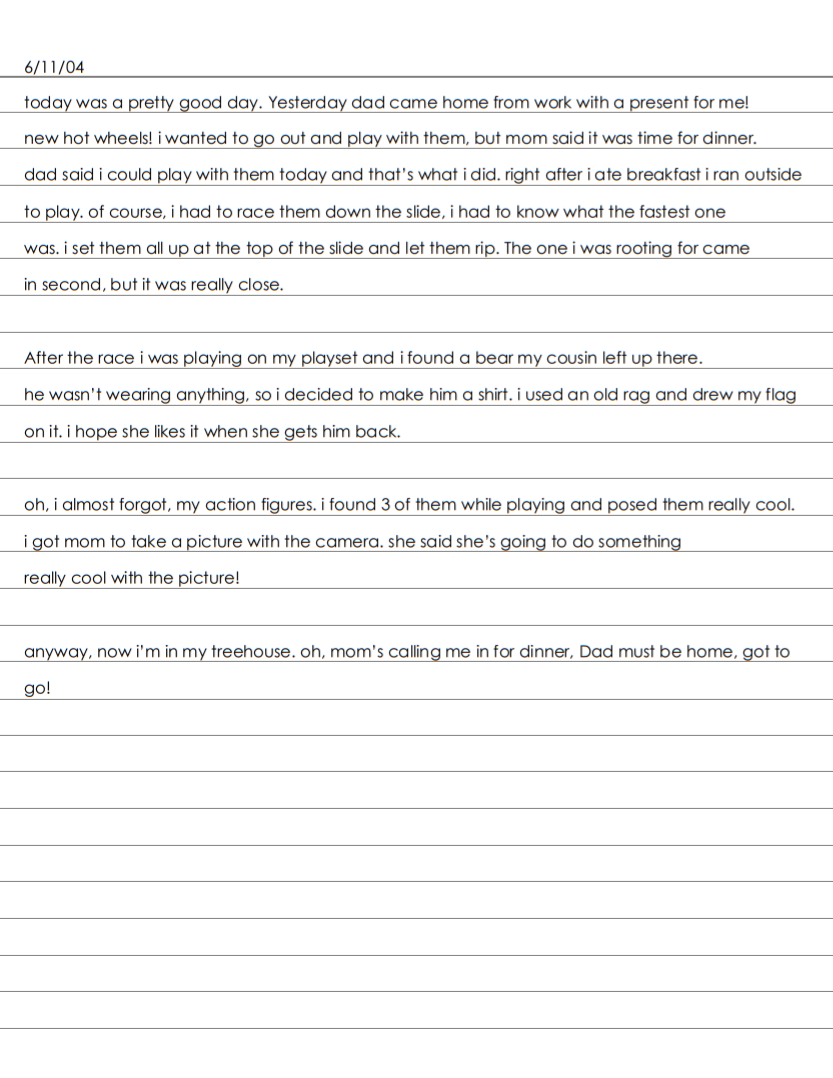 6/11/04
today was a pretty good day. Yesterday dad came home from work with a present for me!
new hot wheels! i wanted to go out and play with them, but mom said it was time for dinner.
dad said i could play with them today and that's what i did. right after i ate breakfast i ran outside
to play. of course, i had to race them down the slide, i had to know what the fastest one
was. i set them all up at the top of the slide and let them rip. The one i was rooting for came
in second, but it was really close.
After the race i was playing on my playset and i found a bear my cousin left up there.
he wasn't wearing anything, so i decided to make him a shirt. i used an old rag and drew my flag
on it. i hope she likes it when she gets him back.
oh, i almost forgot, my action figures. i found 3 of them while playing and posed them really cool.
i got mom to take a picture with the camera. she said she's going to do something
really cool with the picture!
anyway, now i'm in my treehouse. oh, mom's calling me in for dinner, Dad must be home, got to
go!